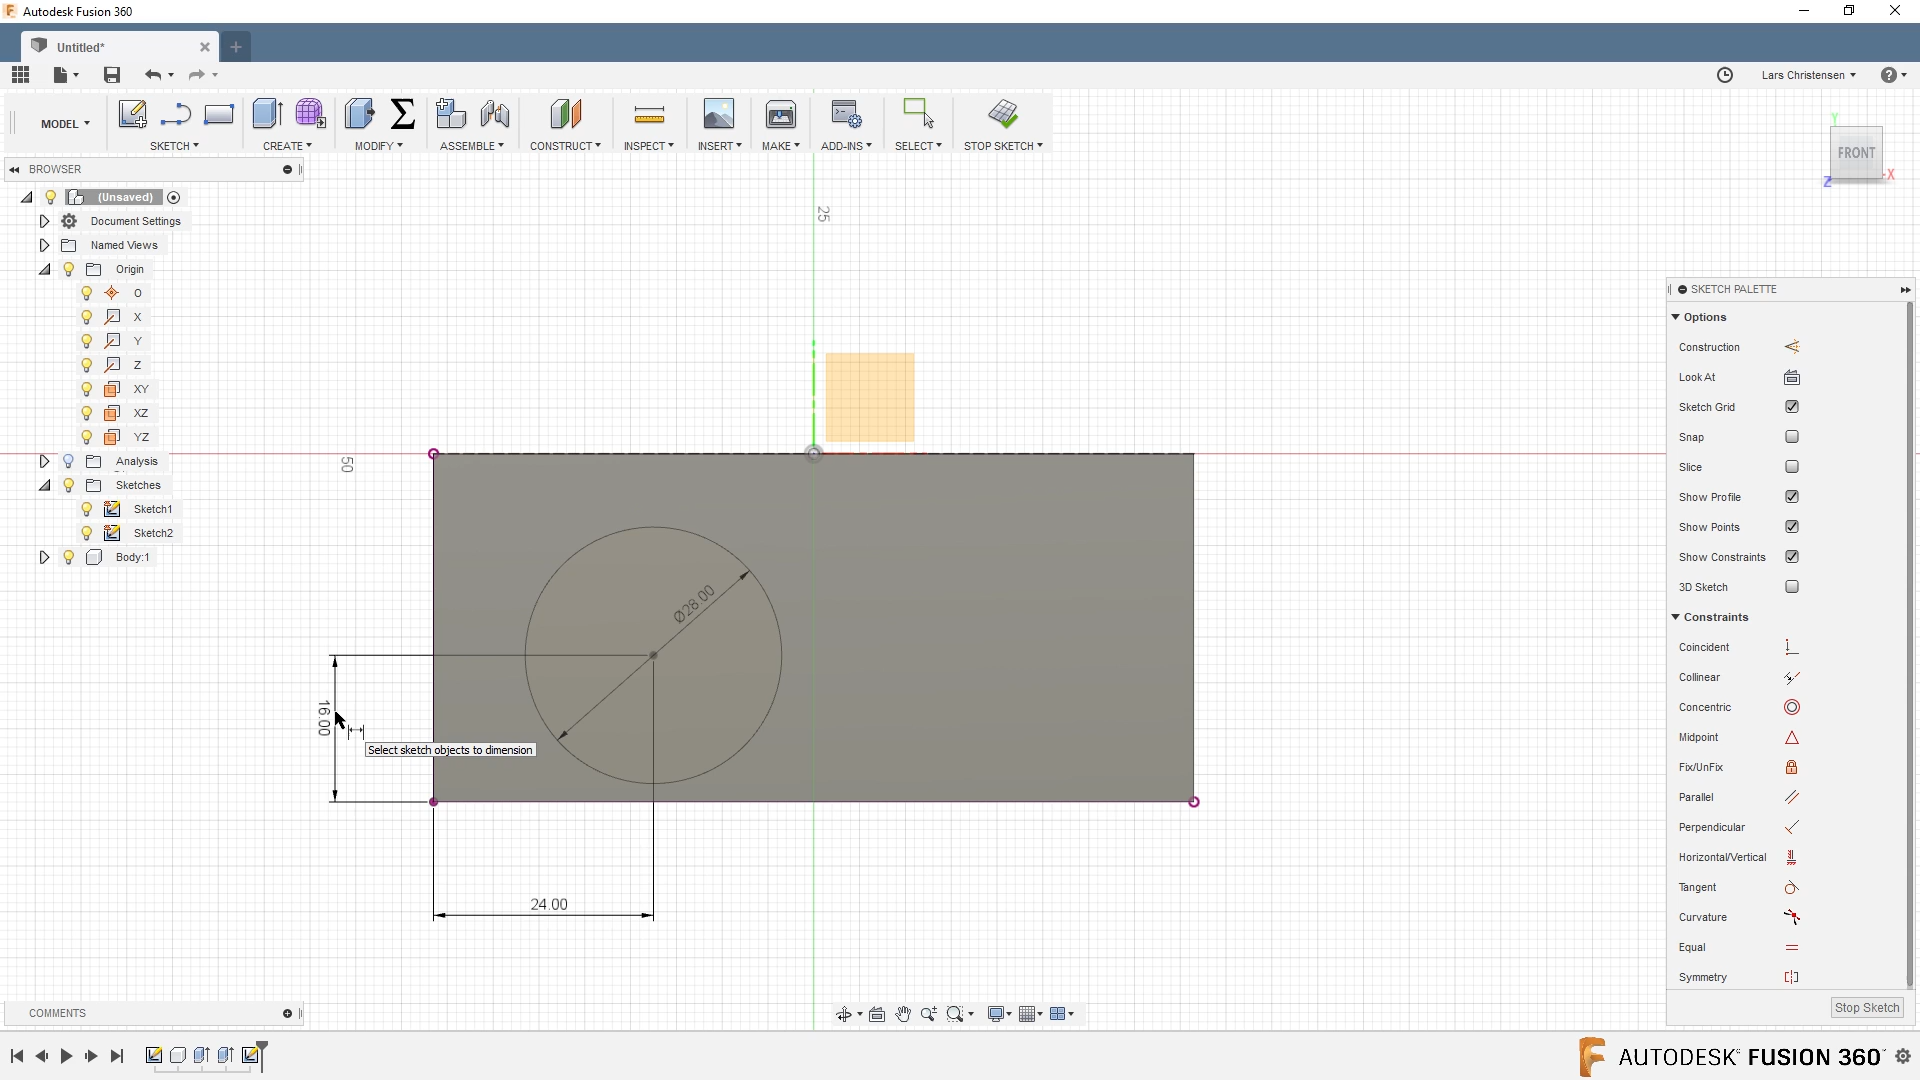 Autodesk Fusion 360
Untitled*
Lars Christensen
MODEL
SKETCH
CREATE
MODIFY
ASSEMBLE
CONSTRUCT
INSPECT
INSERT
MAKE
ADD-INS
SELECT
STOP SKETCH
BROWSER
(Unsaved)
Document Settings
Named Views
Origin
O
X
Y
Z
XY
XZ
YZ
Analysis
Sketches
Sketch1
Sketch2
Body:1
Y
FRONT
-X
Z
25
50
Ø28.00
16.00
Select sketch objects to dimension
24.00
SKETCH PALETTE
Options
Construction
Look At
Sketch Grid
Snap
Slice
Show Profile
Show Points
Show Constraints
3D Sketch
Constraints
Coincident
Collinear
Concentric
Midpoint
Fix/UnFix
Parallel
Perpendicular
Horizontal/Vertical
Tangent
Curvature
Equal
Symmetry
Stop Sketch
COMMENTS
AUTODESK® FUSION 360™